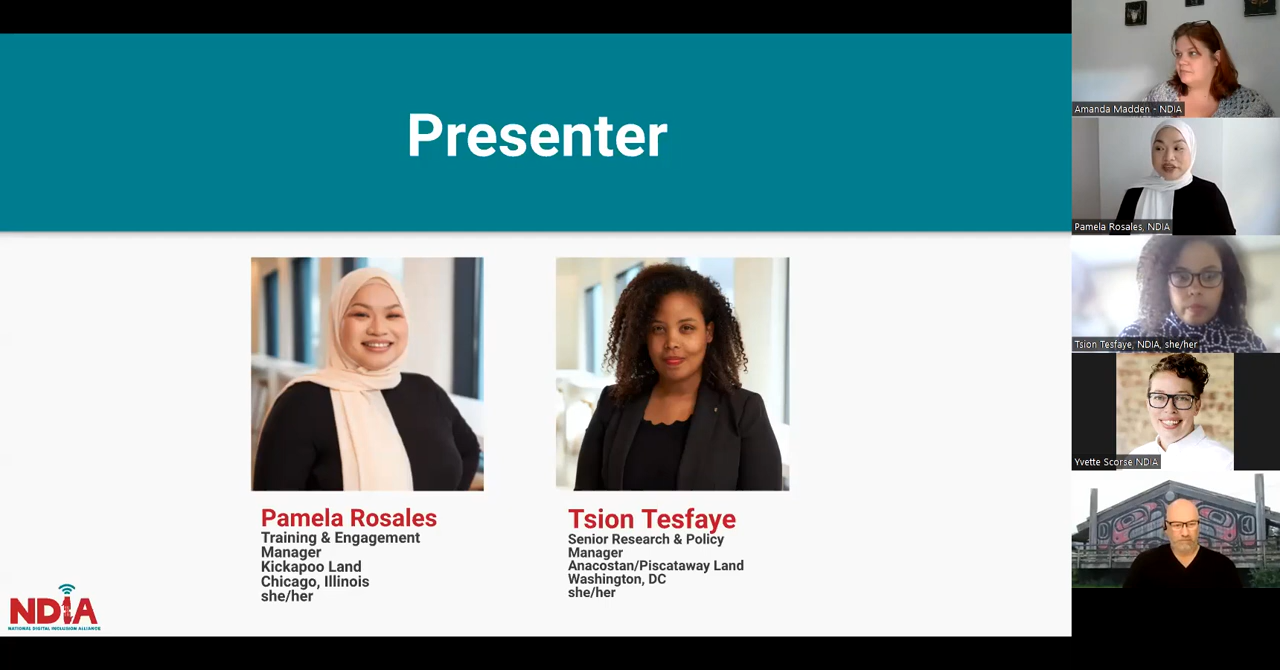 Presenter
Pamela Rosales
Training & Engagement
Manager
Kickapoo Land
Chicago, Illinois
she/her
Tsion Tesfaye
Senior Research & Policy
Manager
Anacostan/Piscataway Land
Washington, DC
she/her
NDIA
NATIONAL DIGITAL INCLUSION ALLIANCE
Amanda Madden - NDIA
Pamela Rosales, NDIA
Tsion Tesfaye, NDIA, she/her
Yvette Scorse NDIA